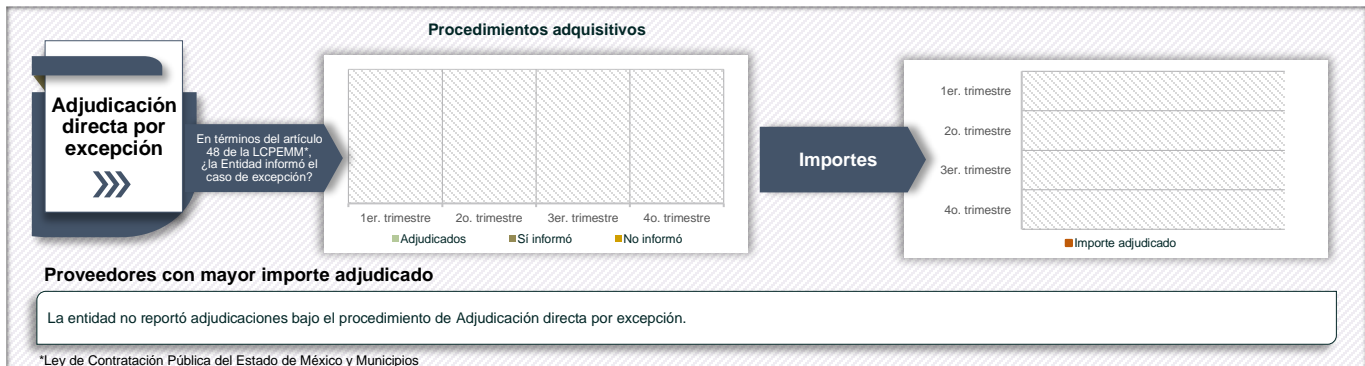 Procedimientos adquisitivos
Adjudicación
directa por
excepción
En términos del artículo
48 de la LCPEMM*,
¿la Entidad informó el
caso de excepción?
1er. trimestre 2o. trimestre 3er. trimestre 4o. trimestre
Adjudicados Sí informó No informó
Importes
1er. trimestre
2o. trimestre
3er. trimestre
4o. trimestre
Importe adjudicado
Proveedores con mayor importe adjudicado
La entidad no reportó adjudicaciones bajo el procedimiento de Adjudicación directa por excepción.
*Ley de Contratación Pública del Estado de México y Municipios